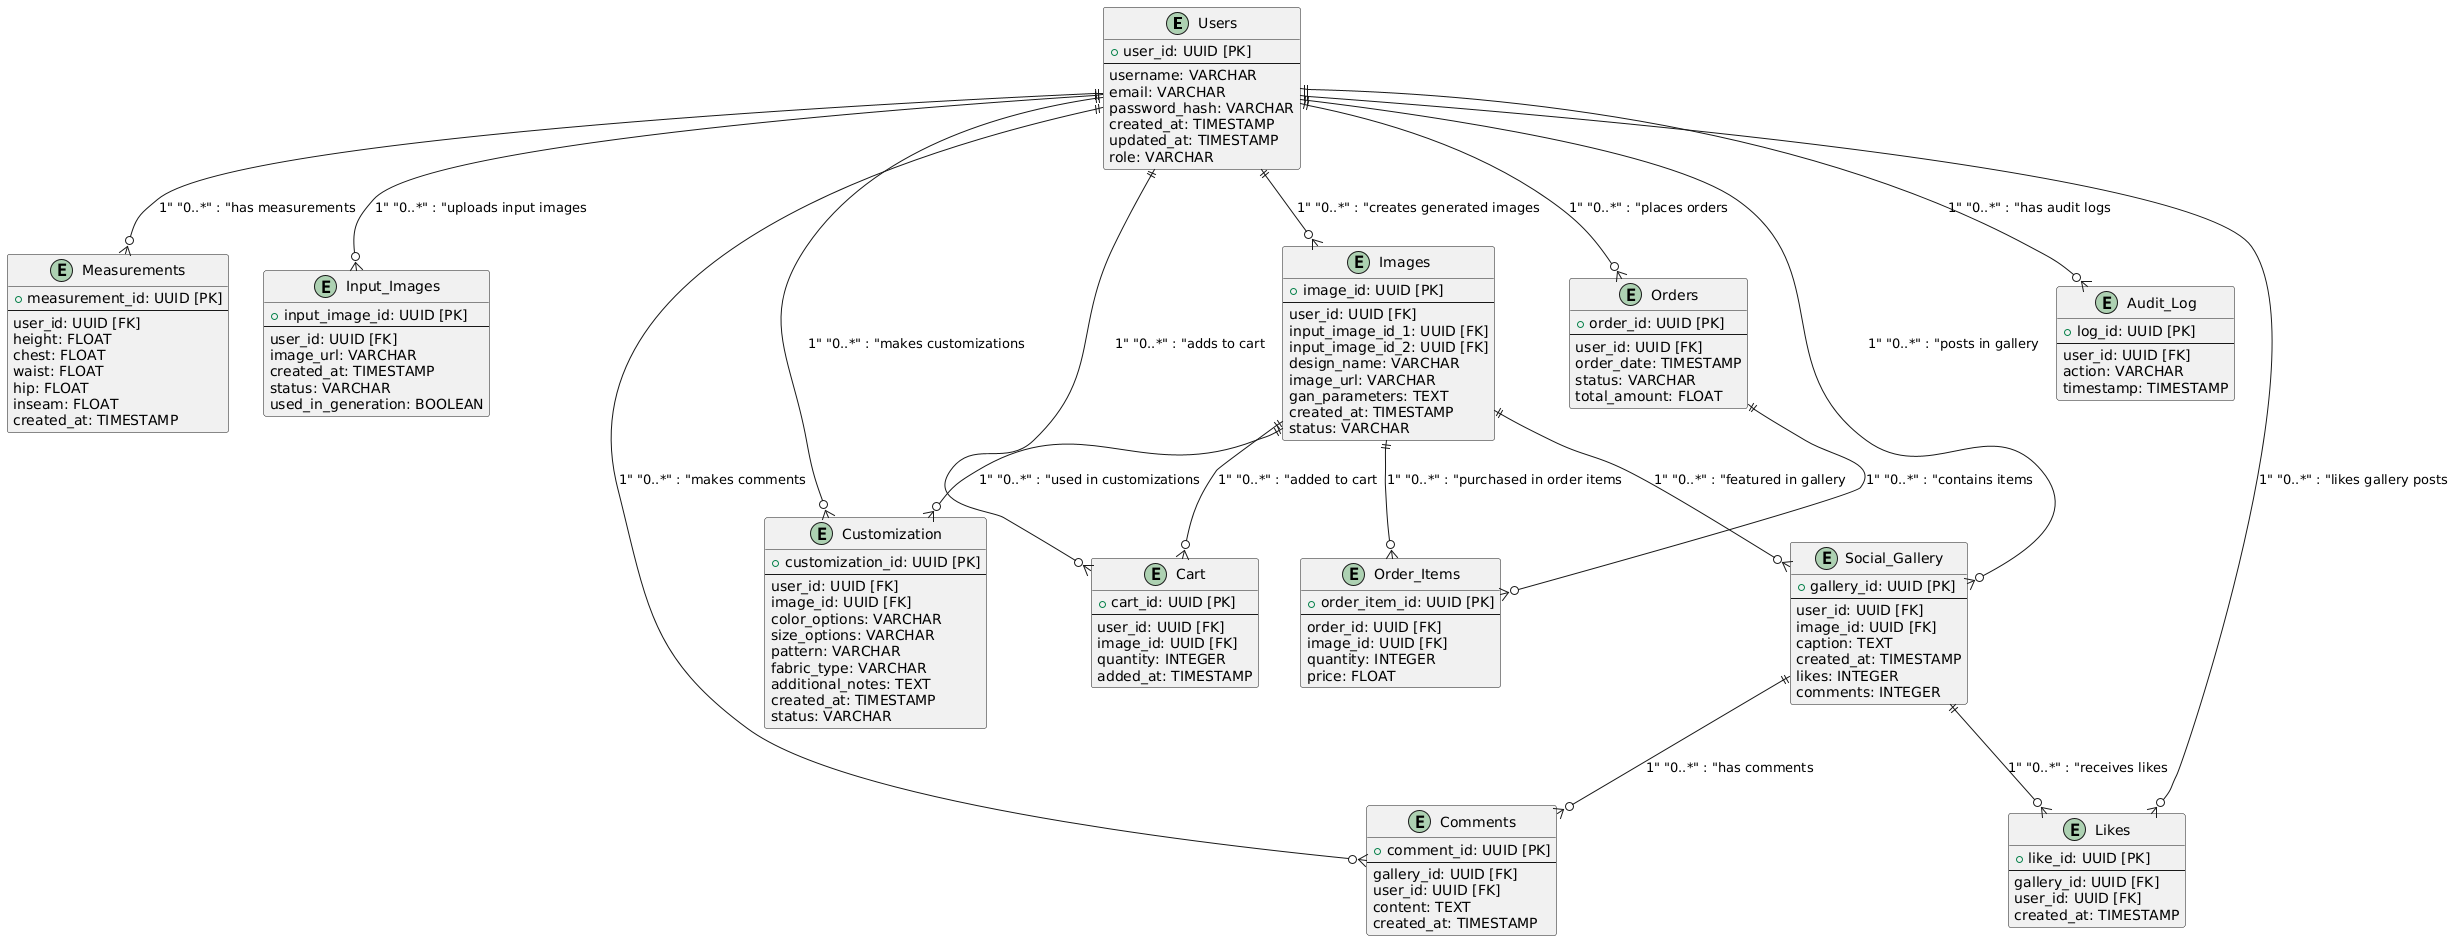 E Users
user_id: UUID [PK]
username: VARCHAR
email: VARCHAR
password_hash: VARCHAR
created_at: TIMESTAMP
updated_at: TIMESTAMP
role: VARCHAR
1" "0..*" : "has measurements
1" "0..*" : "uploads input images
1" "0..*" : "creates generated images
1" "0..*" : "places orders
1" "0..*" : "has audit logs
E Measurements
measurement_id: UUID [PK]
user_id: UUID [FK]
height: FLOAT
chest: FLOAT
waist: FLOAT
hip: FLOAT
inseam: FLOAT
created_at: TIMESTAMP
E Input_Images
input_image_id: UUID [PK]
user_id: UUID [FK]
image_url: VARCHAR
created_at: TIMESTAMP
status: VARCHAR
used_in_generation: BOOLEAN
1" "0..*" : "makes customizations
1" "0..*" : "adds to cart
E Images
image_id: UUID [PK]
user_id: UUID [FK]
input_image_id_1: UUID [FK]
input_image_id_2: UUID [FK]
design_name: VARCHAR
image_url: VARCHAR
gan_parameters: TEXT
created_at: TIMESTAMP
status: VARCHAR
E Orders
order_id: UUID [PK]
user_id: UUID [FK]
order_date: TIMESTAMP
status: VARCHAR
total_amount: FLOAT
1" "0..*" : "posts in gallery
E Audit_Log
log_id: UUID [PK]
user_id: UUID [FK]
action: VARCHAR
timestamp: TIMESTAMP
1" "0..*" : "makes comments
1" "0..*" : "used in customizations
1" "0..*" : "added to cart
1" "0..*" : "purchased in order items
1" "0..*" : "featured in gallery
1" "0..*" : "contains items
1" "0..*" : "likes gallery posts
E Customization
customization_id: UUID [PK]
user_id: UUID [FK]
image_id: UUID [FK]
color_options: VARCHAR
size_options: VARCHAR
pattern: VARCHAR
fabric_type: VARCHAR
additional_notes: TEXT
created_at: TIMESTAMP
status: VARCHAR
E Cart
cart_id: UUID [PK]
user_id: UUID [FK]
image_id: UUID [FK]
quantity: INTEGER
added_at: TIMESTAMP
E Order_Items
order_item_id: UUID [PK]
order_id: UUID [FK]
image_id: UUID [FK]
quantity: INTEGER
price: FLOAT
E Social_Gallery
gallery_id: UUID [PK]
user_id: UUID [FK]
image_id: UUID [FK]
caption: TEXT
created_at: TIMESTAMP
likes: INTEGER
comments: INTEGER
1" "0..*" : "has comments
1" "0..*" : "receives likes
E Comments
comment_id: UUID [PK]
gallery_id: UUID [FK]
user_id: UUID [FK]
content: TEXT
created_at: TIMESTAMP
E Likes
like_id: UUID [PK]
gallery_id: UUID [FK]
user_id: UUID [FK]
created_at: TIMESTAMP